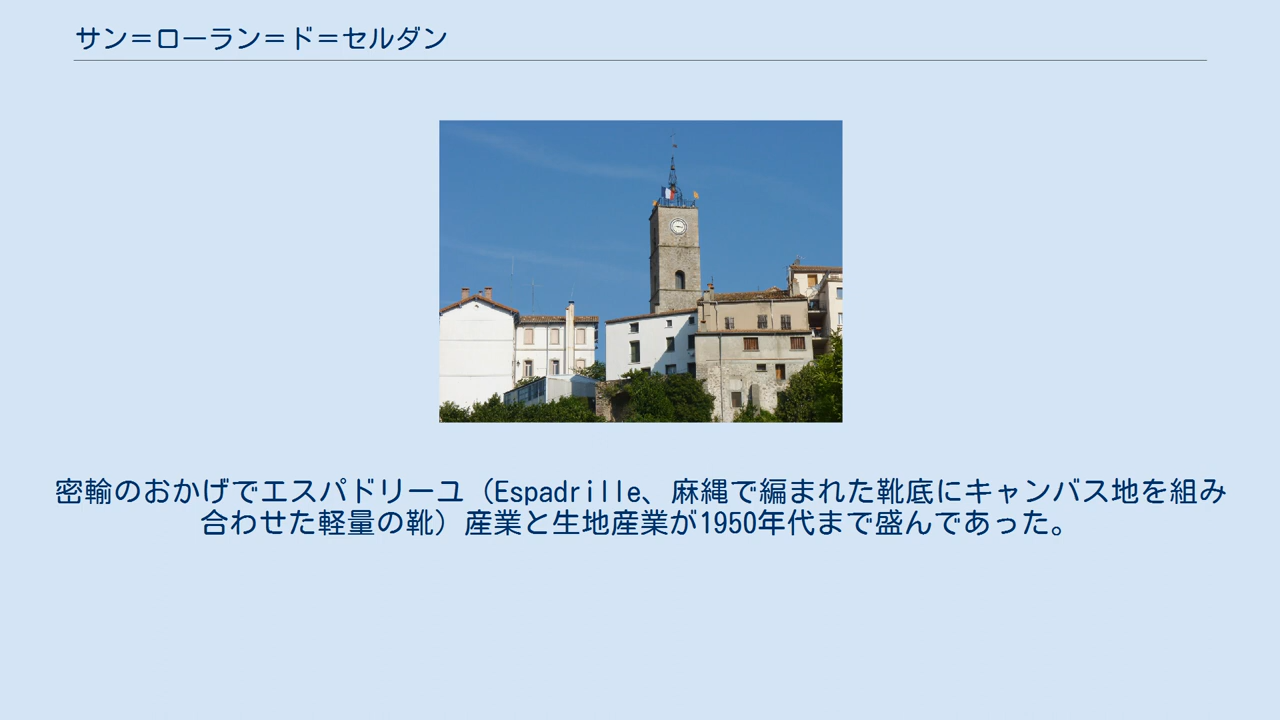 サン＝ローラン＝ド＝セルダン
密輸のおかげでエスパドリーユ（Espadrille、麻縄で編まれた靴底にキャンバス地を組み
合わせた軽量の靴）産業と生地産業が1950年代まで盛んであった。